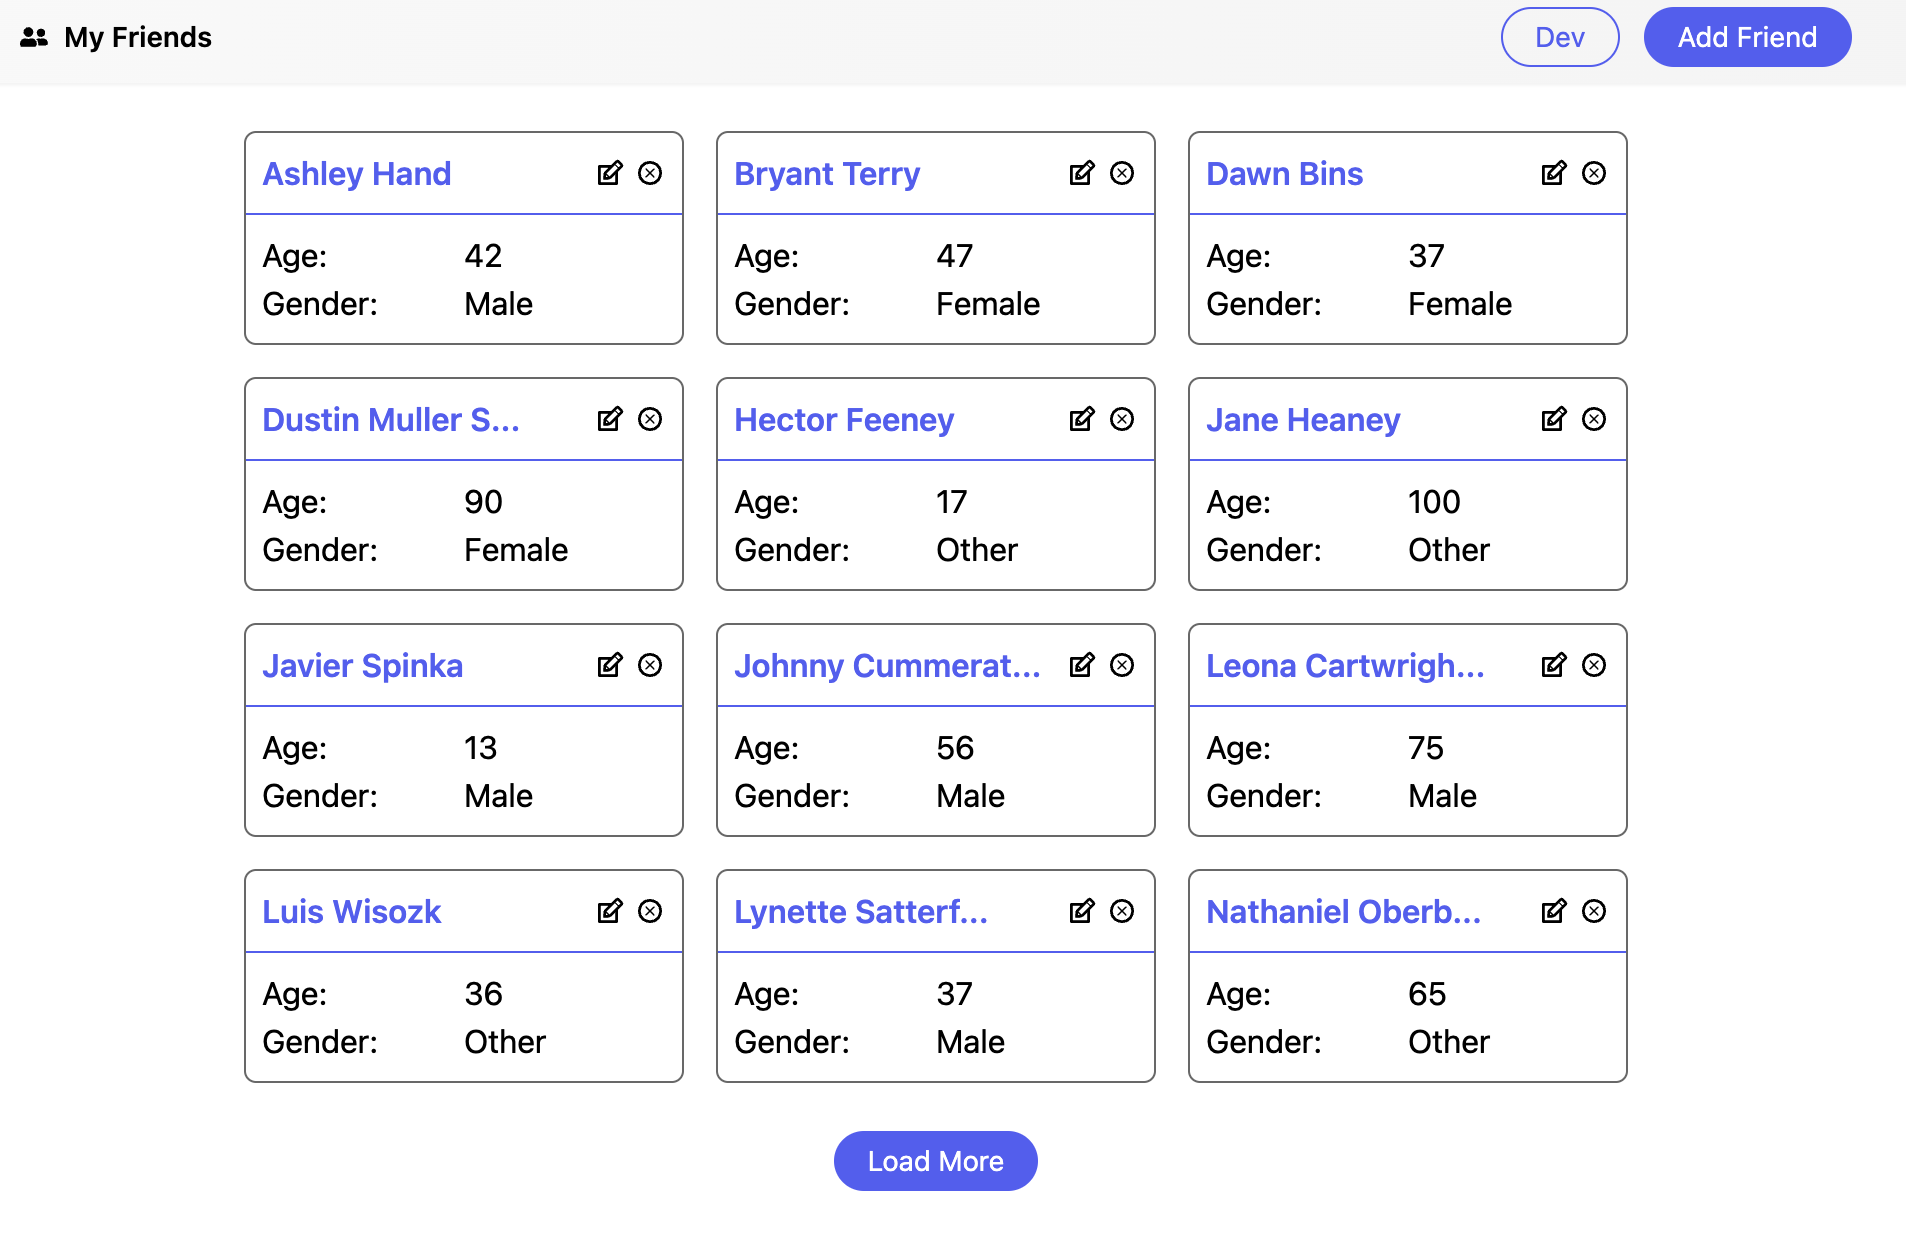 My Friends
Dev
Add Friend
Ashley Hand
Age: 42
Gender: Male
Bryant Terry
Age: 47
Gender: Female
Dawn Bins
Age: 37
Gender: Female
Dustin Muller S...
Age: 90
Gender: Female
Hector Feeney
Age: 17
Gender: Other
Jane Heaney
Age: 100
Gender: Other
Javier Spinka
Age: 13
Gender: Male
Johnny Cummerat...
Age: 56
Gender: Male
Leona Cartwrigh...
Age: 75
Gender: Male
Luis Wisozk
Age: 36
Gender: Other
Lynette Satterf...
Age: 37
Gender: Male
Nathaniel Oberb...
Age: 65
Gender: Other
Load More